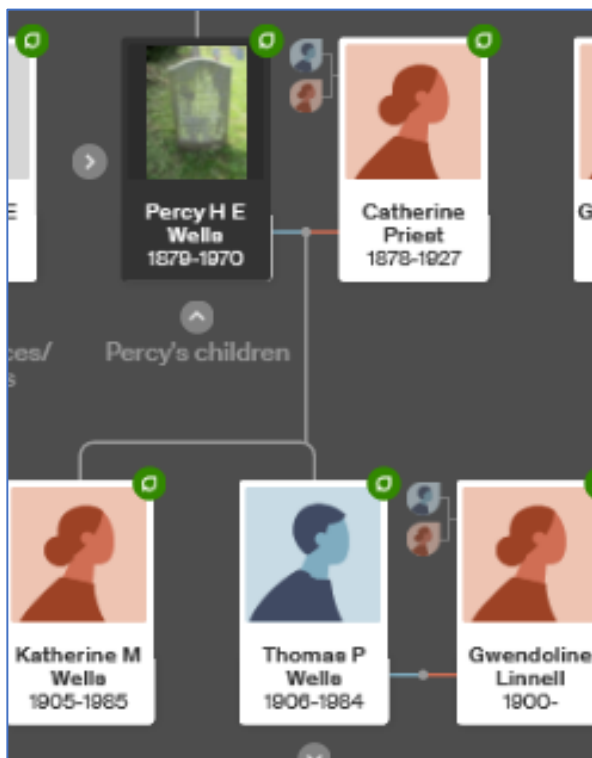 E
Percy H E
Wells
1879-1970
Catherine
Priest
1878-1927
G
ces/
s
Percy's children
Katherine M
Wells
1905-1985
Thomas P
Wells
1906-1984
Gwendoline
Linnell
1900-